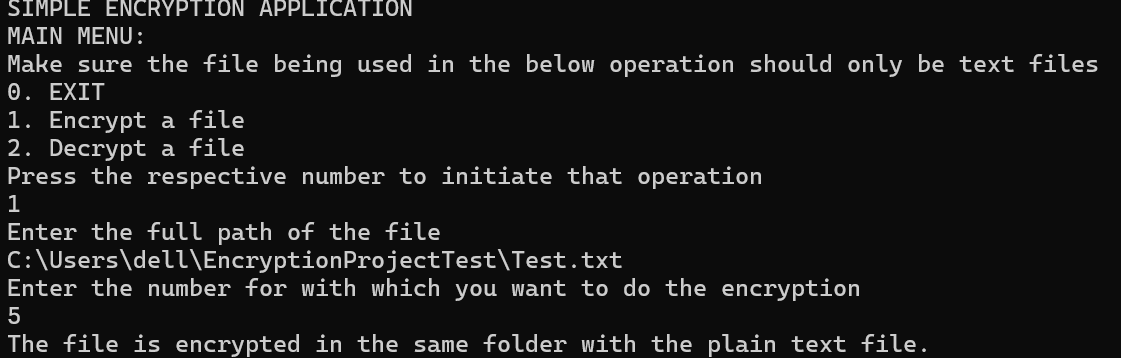 SIMPLE ENCRYPTION APPLICATION
MAIN MENU:
Make sure the file being used in the below operation should only be text files
0. EXIT
1. Encrypt a file
2. Decrypt a file
Press the respective number to initiate that operation
1
Enter the full path of the file
C:\Users\dell\EncryptionProjectTest\Test.txt
Enter the number for with which you want to do the encryption
5
The file is encrypted in the same folder with the plain text file.